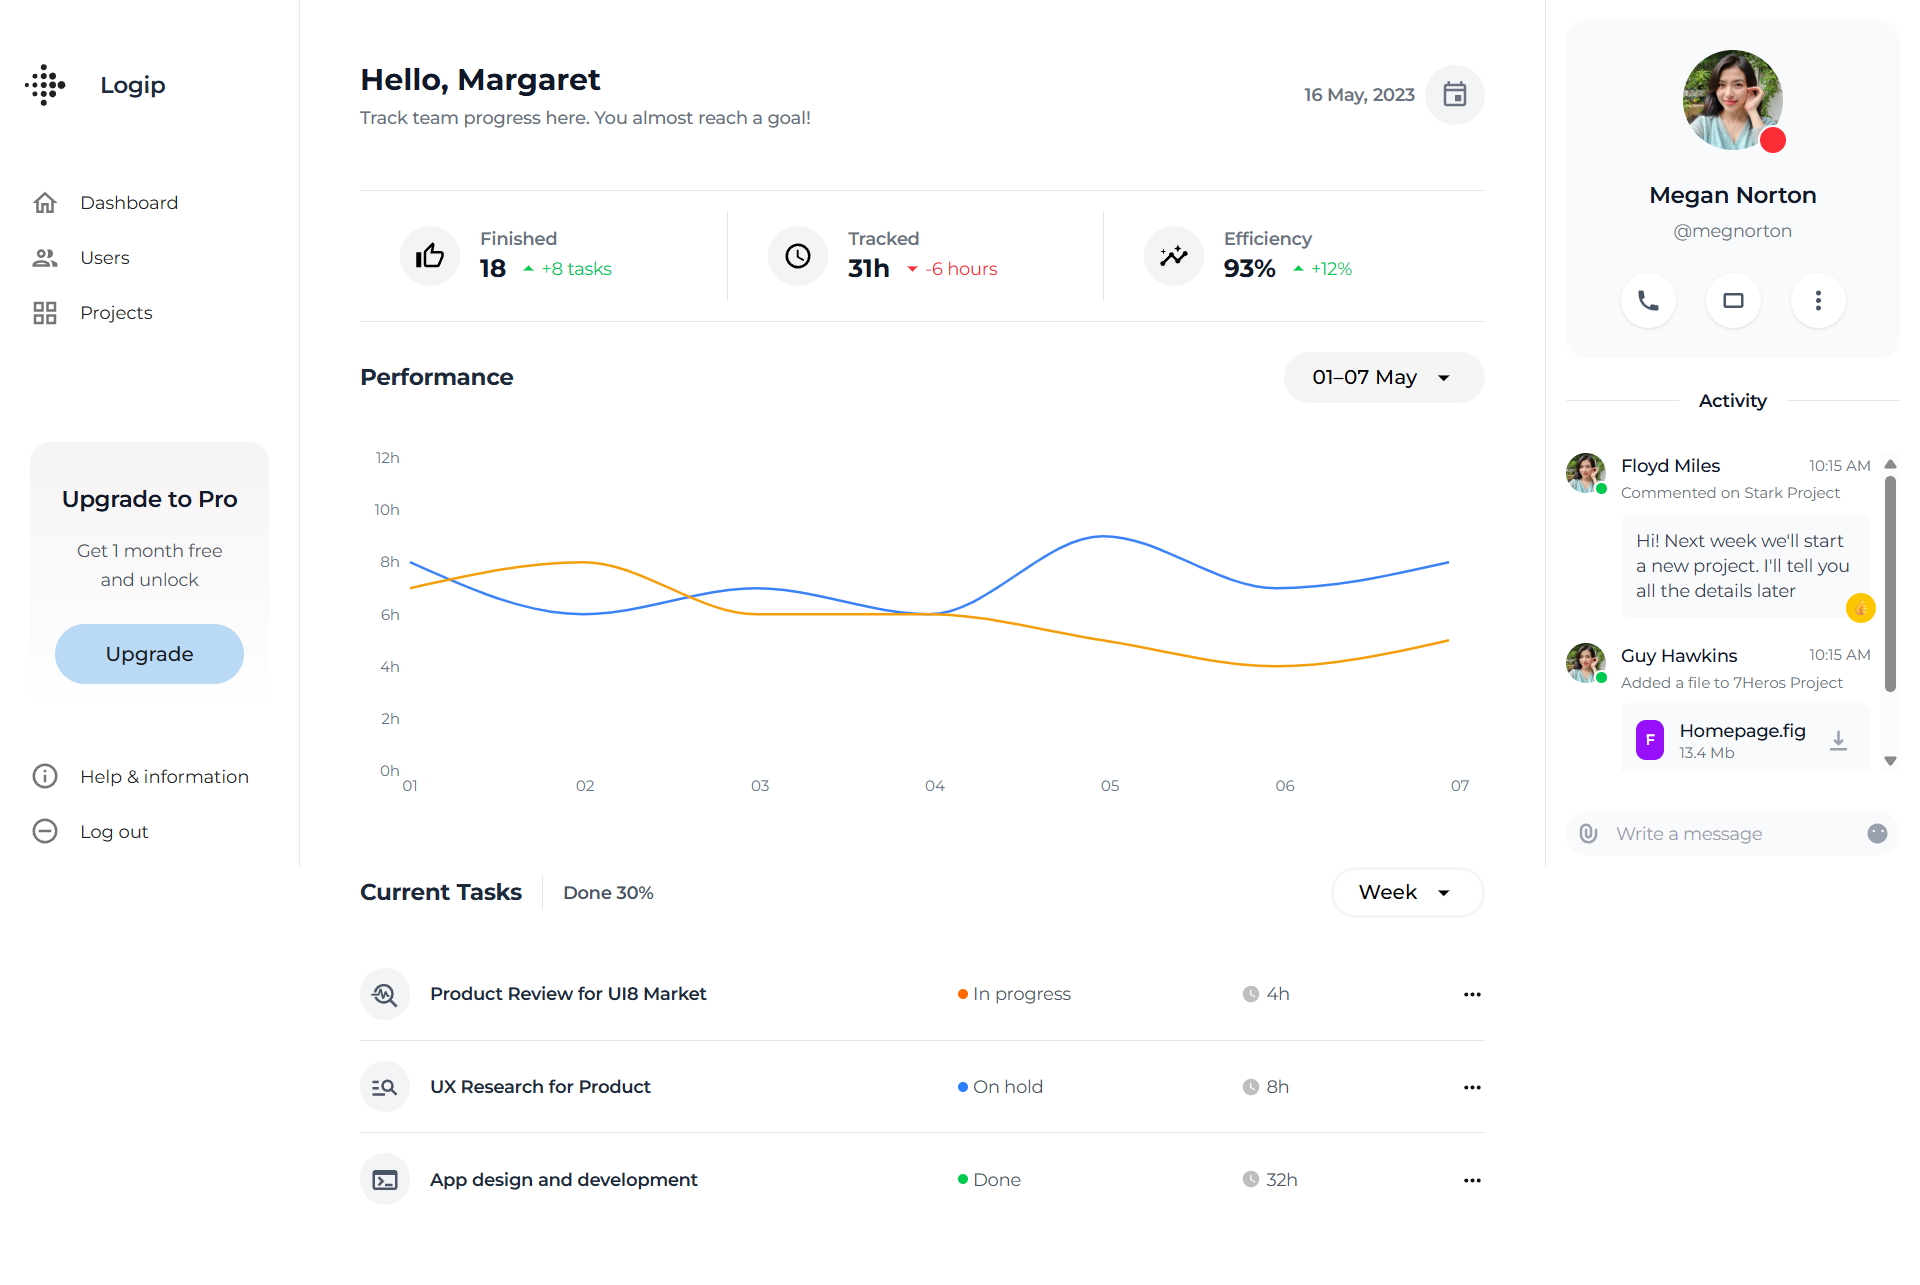 Logip
Dashboard
Users
Projects
Upgrade to Pro
Get 1 month free
and unlock
Upgrade
Help & information
Log out
Hello, Margaret
Track team progress here. You almost reach a goal!
16 May, 2023
Finished
18 +8 tasks
Tracked
31h -6 hours
Efficiency
93% +12%
Performance
01–07 May
12h
10h
8h
6h
4h
2h
0h
01 02 03 04 05 06 07
Current Tasks
Done 30%
Week
Product Review for UI8 Market In progress 4h
UX Research for Product On hold 8h
App design and development Done 32h
Megan Norton
@megnorton
Activity
Floyd Miles 10:15 AM
Commented on Stark Project
Hi! Next week we'll start
a new project. I'll tell you
all the details later
Guy Hawkins 10:15 AM
Added a file to 7Heros Project
F
Homepage.fig
13.4 Mb
Write a message